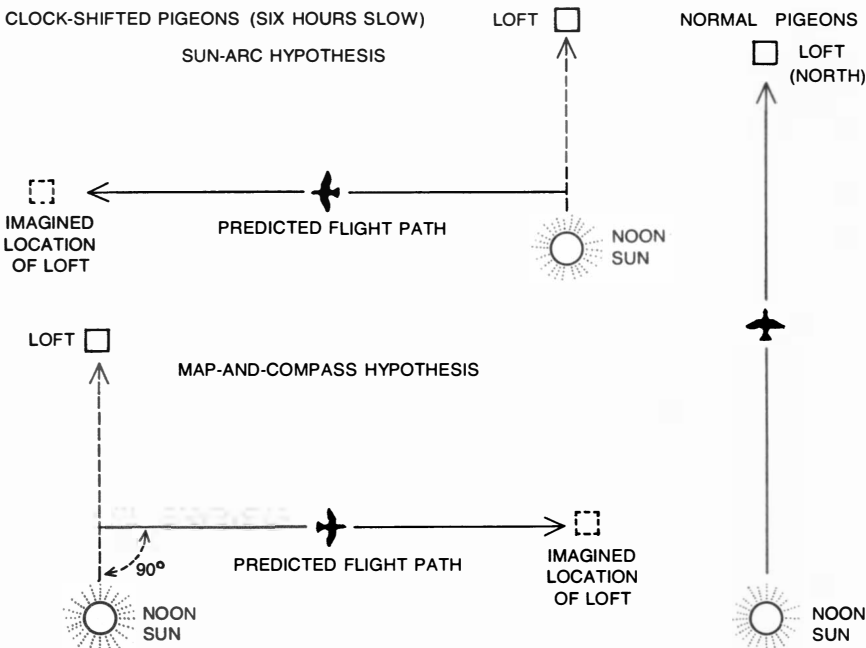 CLOCK-SHIFTED PIGEONS (SIX HOURS SLOW)
SUN-ARC HYPOTHESIS
LOFT
IMAGINED
LOCATION
OF LOFT
PREDICTED FLIGHT PATH
NOON
SUN
LOFT
MAP-AND-COMPASS HYPOTHESIS
90°
PREDICTED FLIGHT PATH
IMAGINED
LOCATION
OF LOFT
NOON
SUN
NORMAL PIGEONS
LOFT
(NORTH)
NOON
SUN